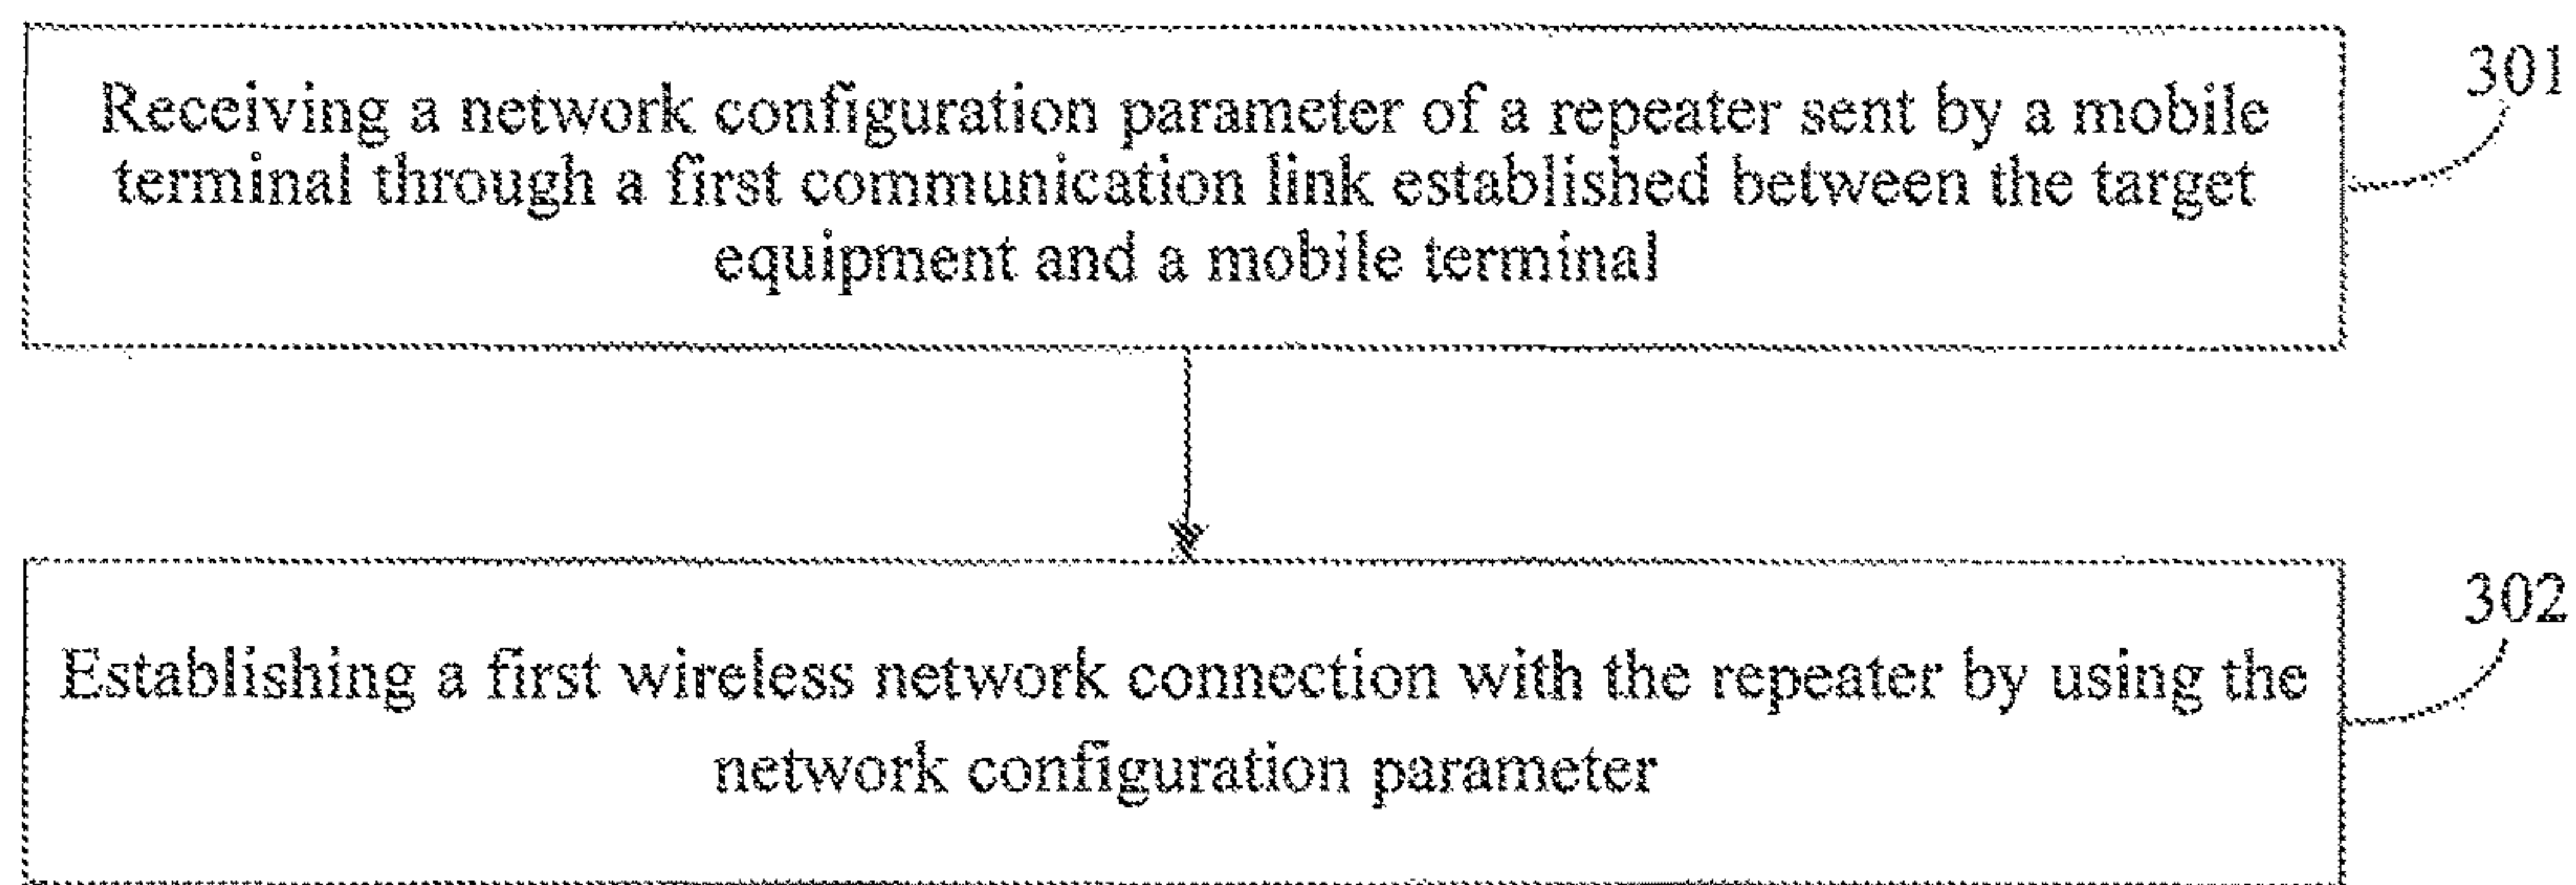 Receiving a network configuration parameter of a repeater sent by a mobile
terminal through a first communication link established between the target
equipment and a mobile terminal
301
Establishing a first wireless network connection with the repeater by using the
network configuration parameter
302